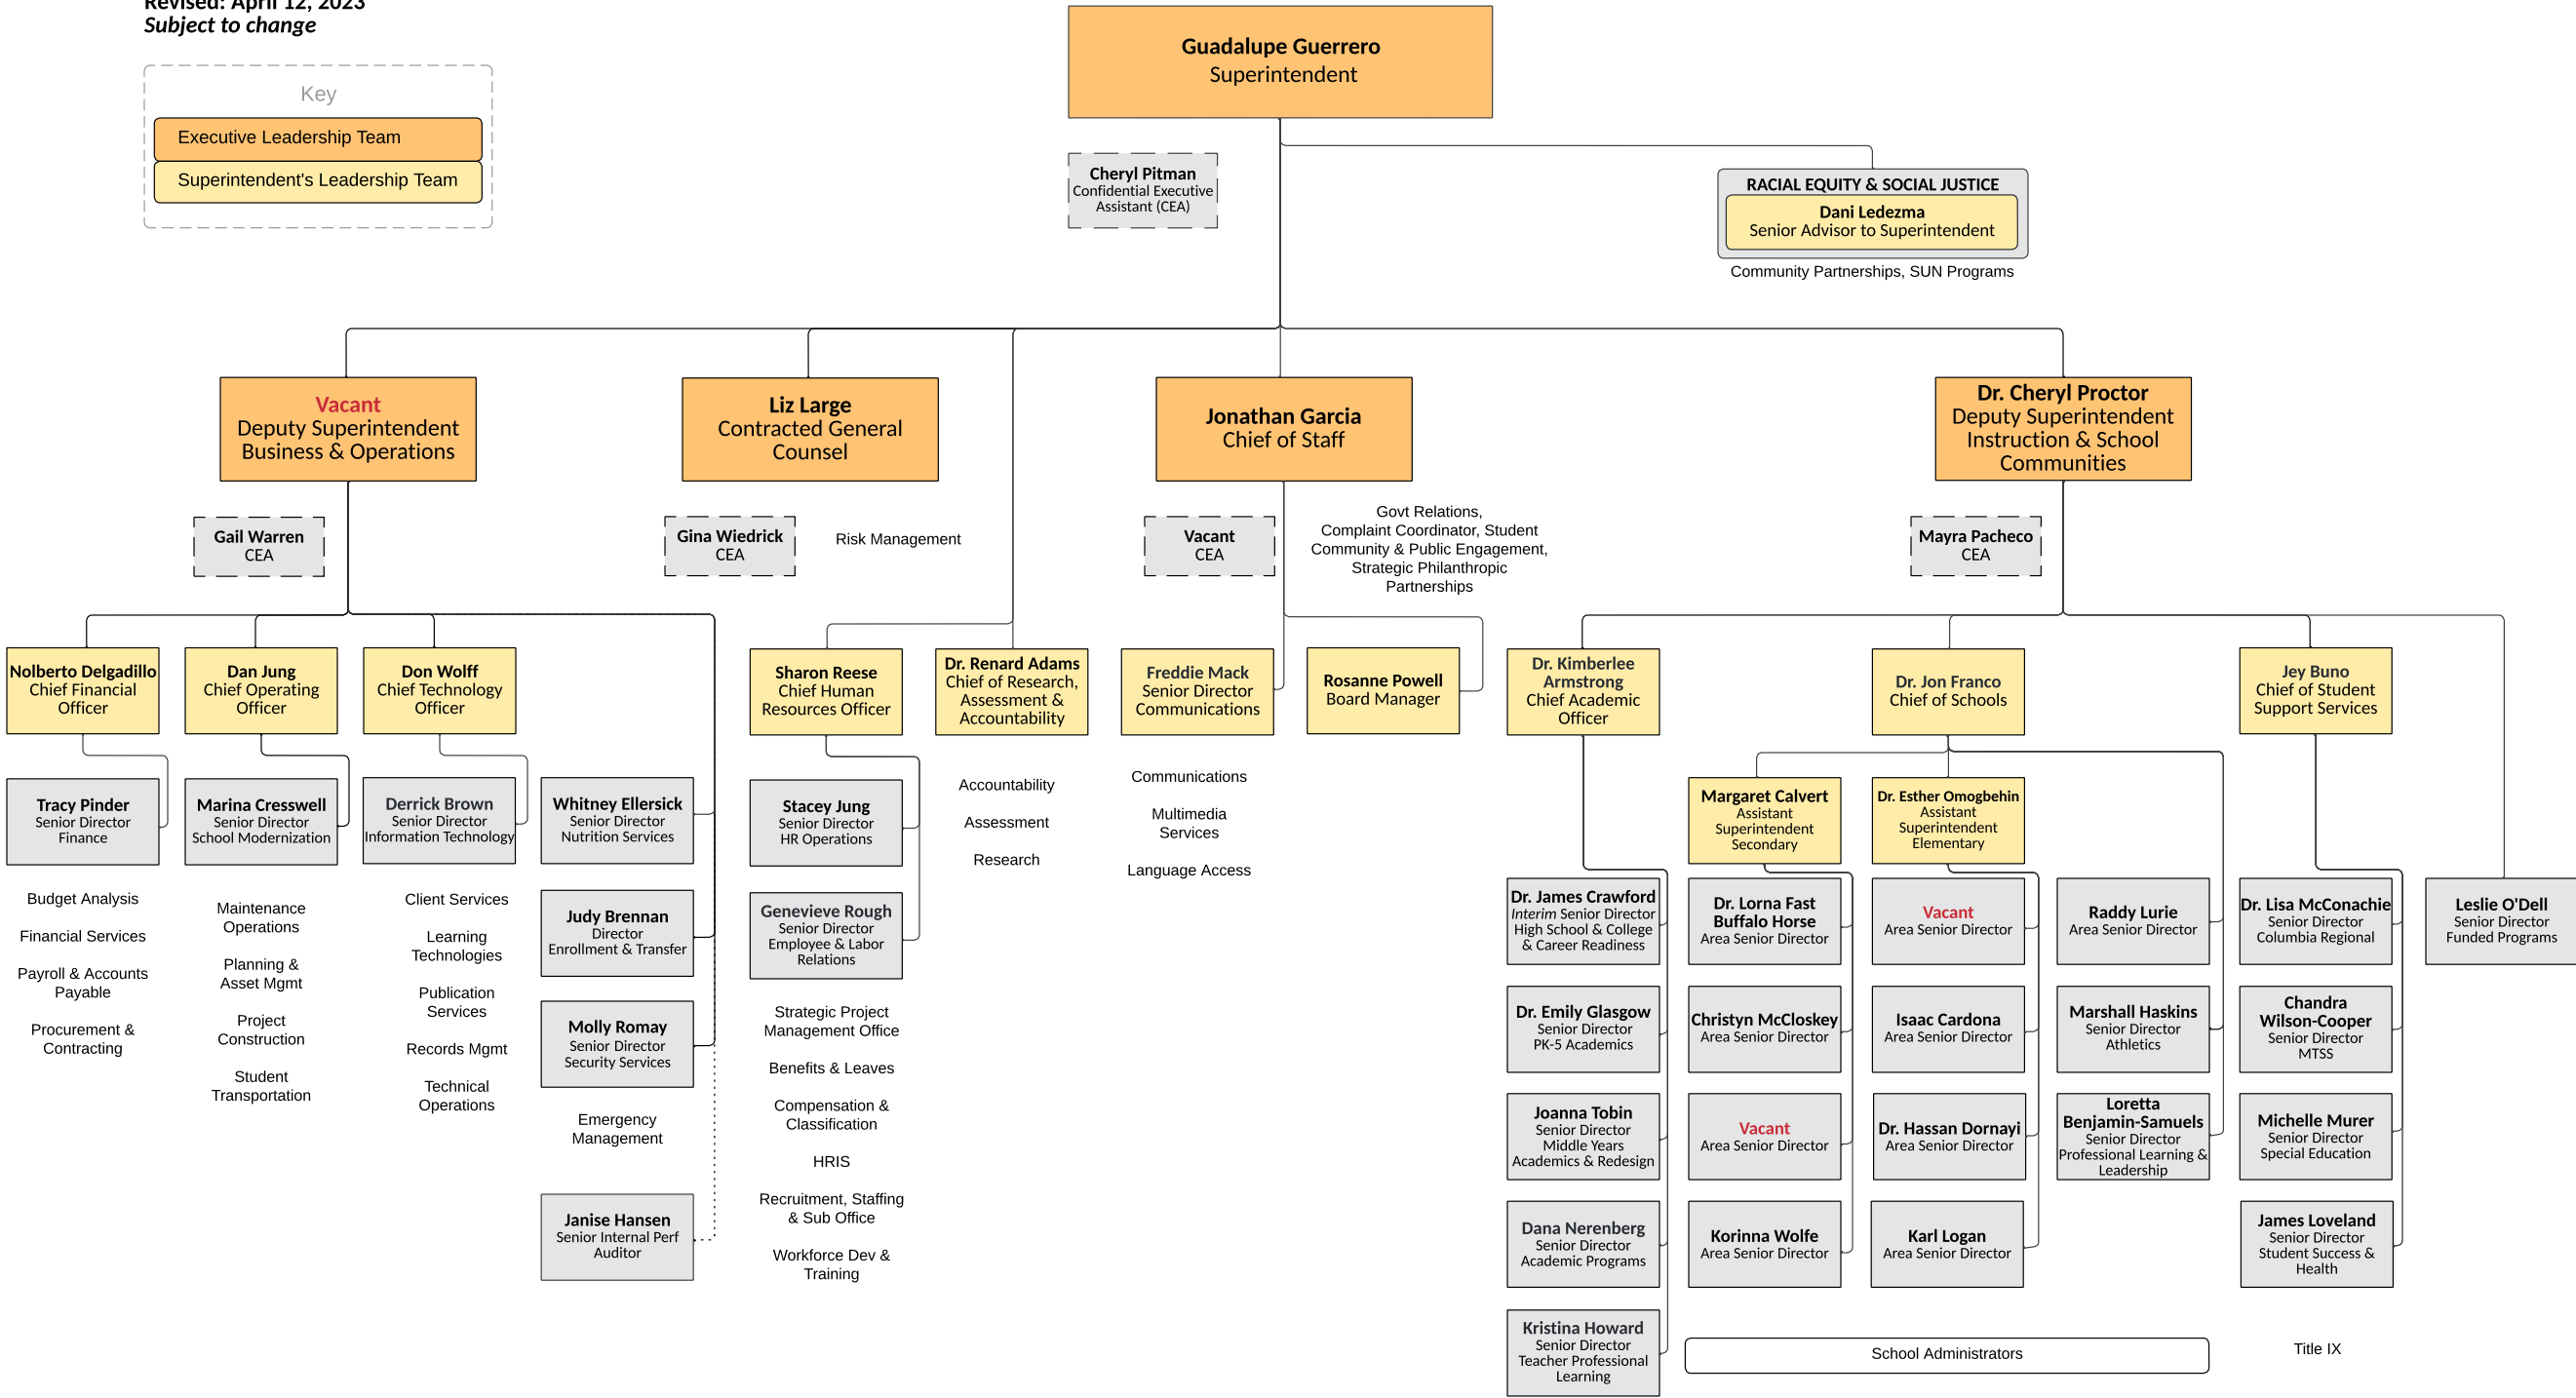 Revised: April 12, 2023
Subject to change
Key
Executive Leadership Team
Superintendent's Leadership Team
Guadalupe Guerrero
Superintendent
Cheryl Pitman
Confidential Executive
Assistant (CEA)
RACIAL EQUITY & SOCIAL JUSTICE
Dani Ledezma
Senior Advisor to Superintendent
Community Partnerships, SUN Programs
Vacant
Deputy Superintendent
Business & Operations
Liz Large
Contracted General
Counsel
Jonathan Garcia
Chief of Staff
Dr. Cheryl Proctor
Deputy Superintendent
Instruction & School
Communities
Gail Warren
CEA
Gina Wiedrick
CEA
Risk Management
Vacant
CEA
Govt Relations,
Complaint Coordinator, Student
Community & Public Engagement,
Strategic Philanthropic
Partnerships
Mayra Pacheco
CEA
Nolberto Delgadillo
Chief Financial
Officer
Dan Jung
Chief Operating
Officer
Don Wolff
Chief Technology
Officer
Sharon Reese
Chief Human
Resources Officer
Dr. Renard Adams
Chief of Research,
Assessment &
Accountability
Freddie Mack
Senior Director
Communications
Rosanne Powell
Board Manager
Dr. Kimberlee
Armstrong
Chief Academic
Officer
Dr. Jon Franco
Chief of Schools
Jey Buno
Chief of Student
Support Services
Tracy Pinder
Senior Director
Finance
Budget Analysis
Financial Services
Payroll & Accounts
Payable
Procurement &
Contracting
Marina Cresswell
Senior Director
School Modernization
Maintenance
Operations
Planning &
Asset Mgmt
Project
Construction
Student
Transportation
Derrick Brown
Senior Director
Information Technology
Client Services
Learning
Technologies
Publication
Services
Records Mgmt
Technical
Operations
Whitney Ellersick
Senior Director
Nutrition Services
Judy Brennan
Director
Enrollment & Transfer
Molly Romay
Senior Director
Security Services
Emergency
Management
Janise Hansen
Senior Internal Perf
Auditor
Stacey Jung
Senior Director
HR Operations
Genevieve Rough
Senior Director
Employee & Labor
Relations
Strategic Project
Management Office
Benefits & Leaves
Compensation &
Classification
HRIS
Recruitment, Staffing
& Sub Office
Workforce Dev &
Training
Accountability
Assessment
Research
Communications
Multimedia
Services
Language Access
Dr. James Crawford
Interim Senior Director
High School & College
& Career Readiness
Dr. Emily Glasgow
Senior Director
PK-5 Academics
Joanna Tobin
Senior Director
Middle Years
Academics & Redesign
Dana Nerenberg
Senior Director
Academic Programs
Kristina Howard
Senior Director
Teacher Professional
Learning
Margaret Calvert
Assistant
Superintendent
Secondary
Dr. Lorna Fast
Buffalo Horse
Area Senior Director
Christyn McCloskey
Area Senior Director
Vacant
Area Senior Director
Korinna Wolfe
Area Senior Director
Dr. Esther Omogbehin
Assistant
Superintendent
Elementary
Vacant
Area Senior Director
Isaac Cardona
Area Senior Director
Dr. Hassan Dornayi
Area Senior Director
Karl Logan
Area Senior Director
Raddy Lurie
Area Senior Director
Marshall Haskins
Senior Director
Athletics
Loretta
Benjamin-Samuels
Senior Director
Professional Learning &
Leadership
School Administrators
Dr. Lisa McConachie
Senior Director
Columbia Regional
Chandra
Wilson-Cooper
Senior Director
MTSS
Michelle Murer
Senior Director
Special Education
James Loveland
Senior Director
Student Success &
Health
Title IX
Leslie O'Dell
Senior Director
Funded Programs